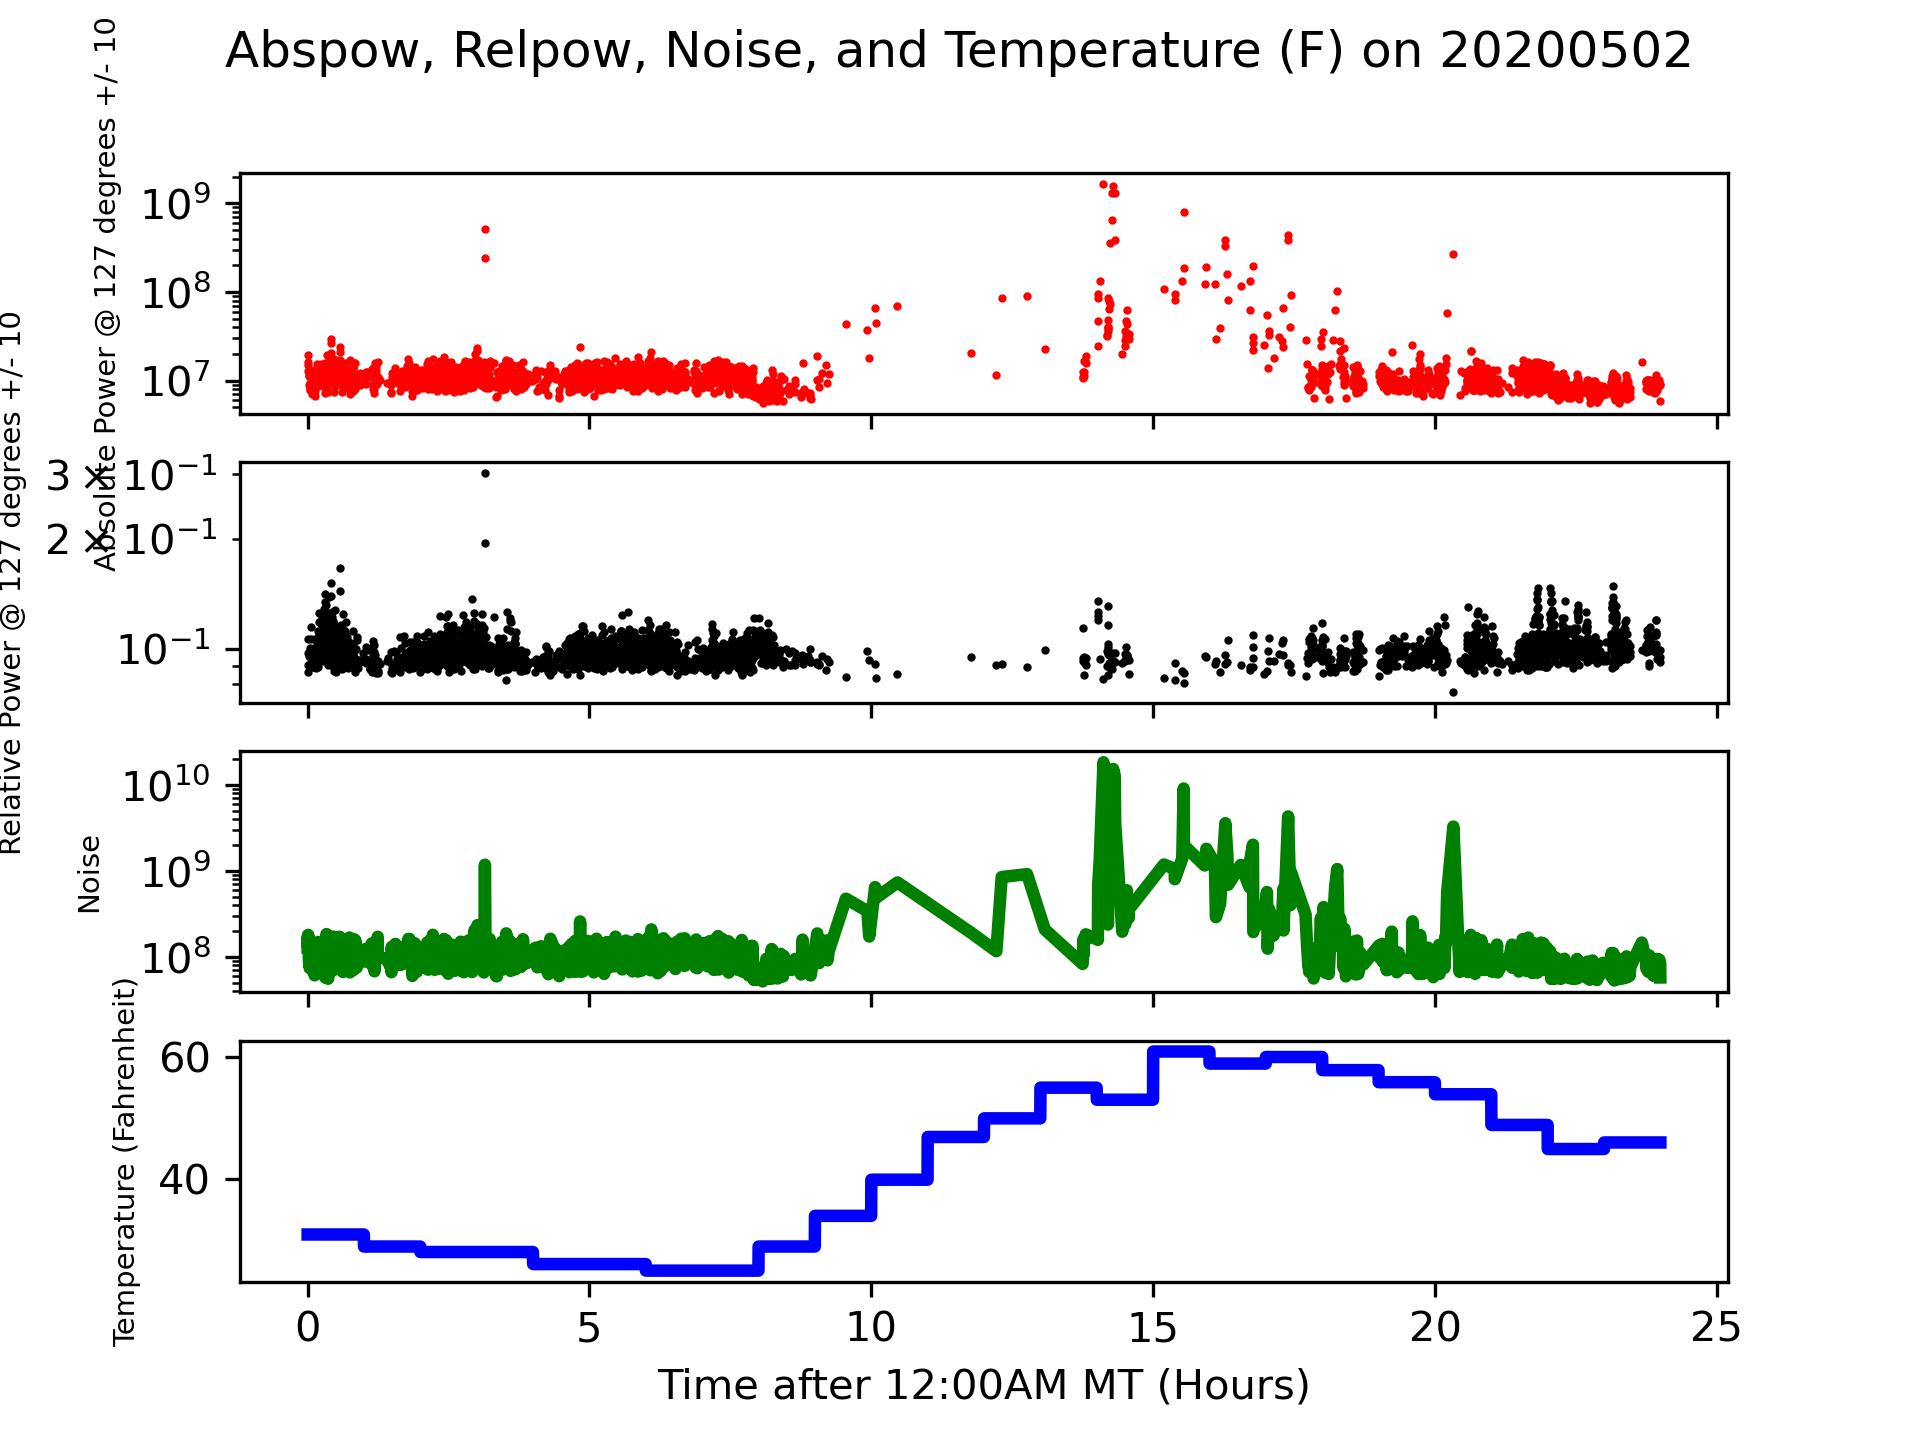 Abspow, Relpow, Noise, and Temperature (F) on 20200502
Absolute Power @ 127 degrees +/- 10
10⁹
10⁸
10⁷
Relative Power @ 127 degrees +/- 10
3 × 10⁻¹
2 × 10⁻¹
10⁻¹
Noise
10¹⁰
10⁹
10⁸
Temperature (Fahrenheit)
60
40
0 5 10 15 20 25
Time after 12:00AM MT (Hours)